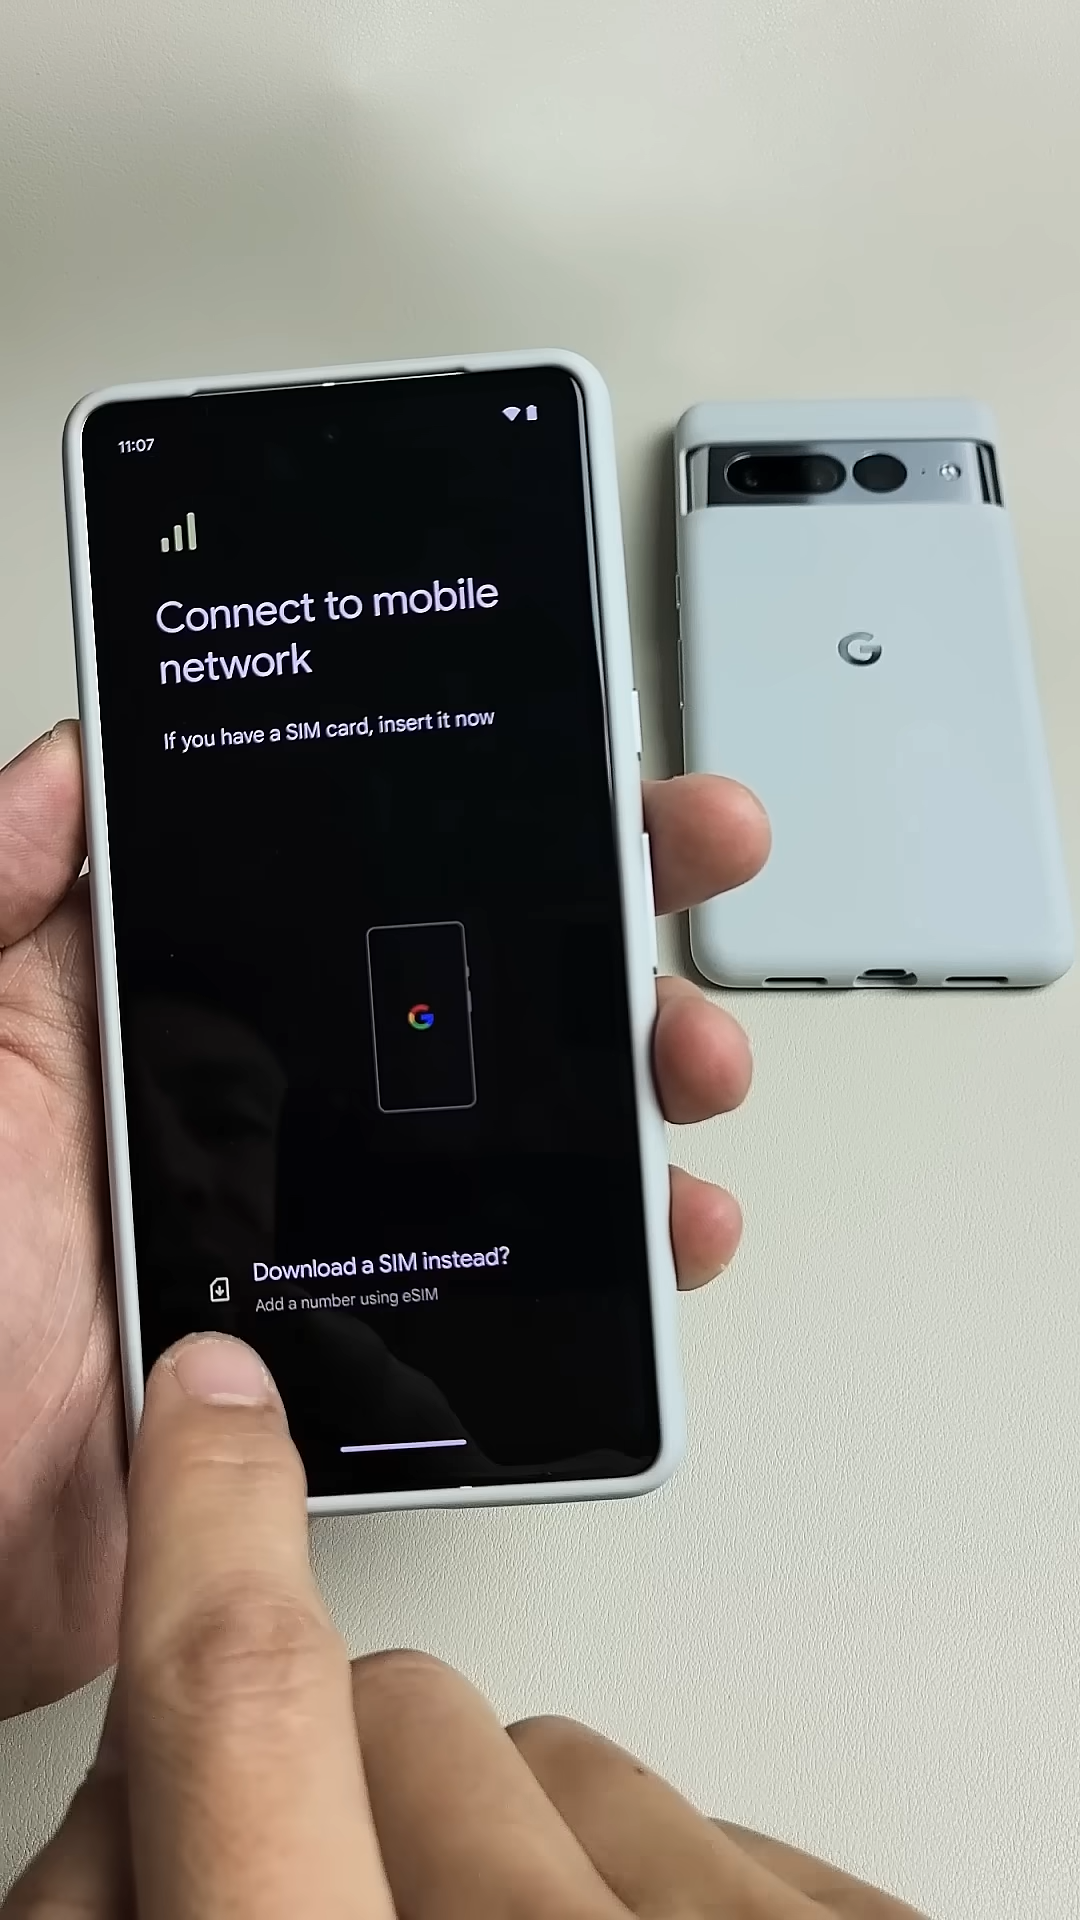 11:07
Connect to mobile
network
If you have a SIM card, insert it now
G
Download a SIM instead?
Add a number using eSIM
G